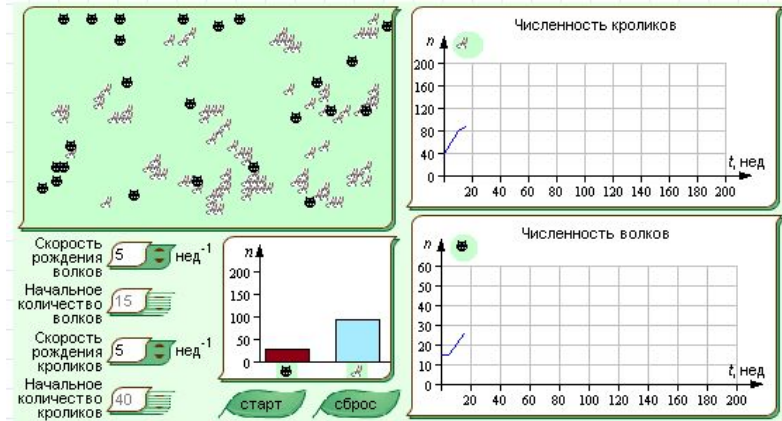 Численность кроликов
n
200
160
120
80
40
0
t, нед
20 40 60 80 100 120 140 160 180 200
Численность волков
n
60
50
40
30
20
10
0
t, нед
20 40 60 80 100 120 140 160 180 200
Скорость
рождения
волков
5 нед⁻¹
Начальное
количество
волков
15
Скорость
рождения
кроликов
5 нед⁻¹
Начальное
количество
кроликов
40
n
200
150
100
50
0
старт
сброс